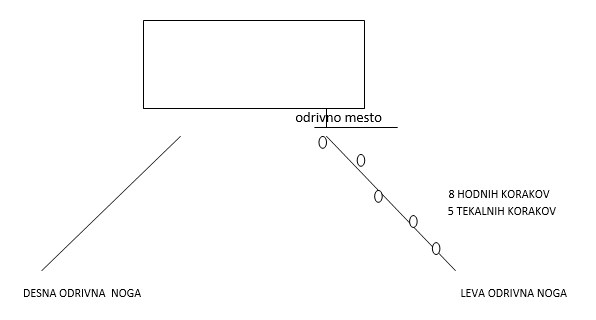 odrivno mesto
8 HODNIH KORAKOV
5 TEKALNIH KORAKOV
DESNA ODRIVNA  NOGA
LEVA ODRIVNA NOGA